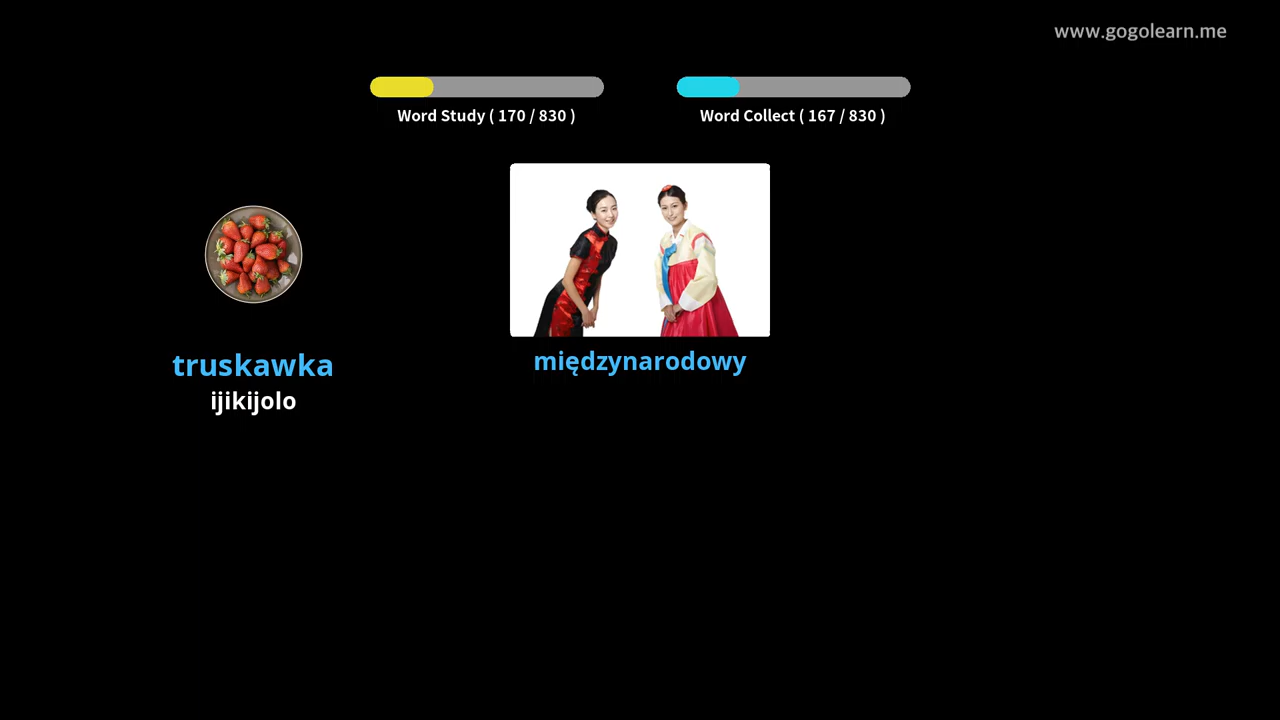 www.gogolearn.me
Word Study ( 170 / 830 )
Word Collect ( 167 / 830 )
truskawka
ijikijolo
międzynarodowy